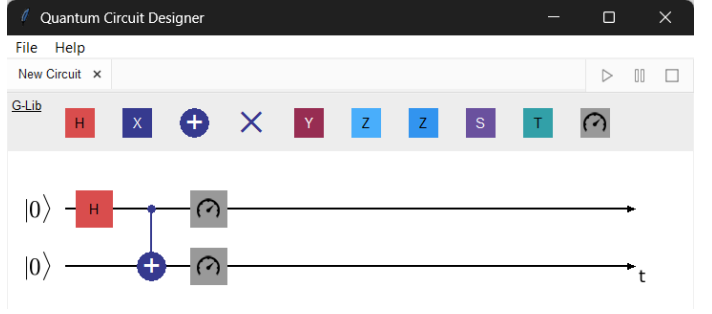 Quantum Circuit Designer
File Help
New Circuit ×
G-Lib
H X Y Z Z S T
|0⟩ H
|0⟩
t